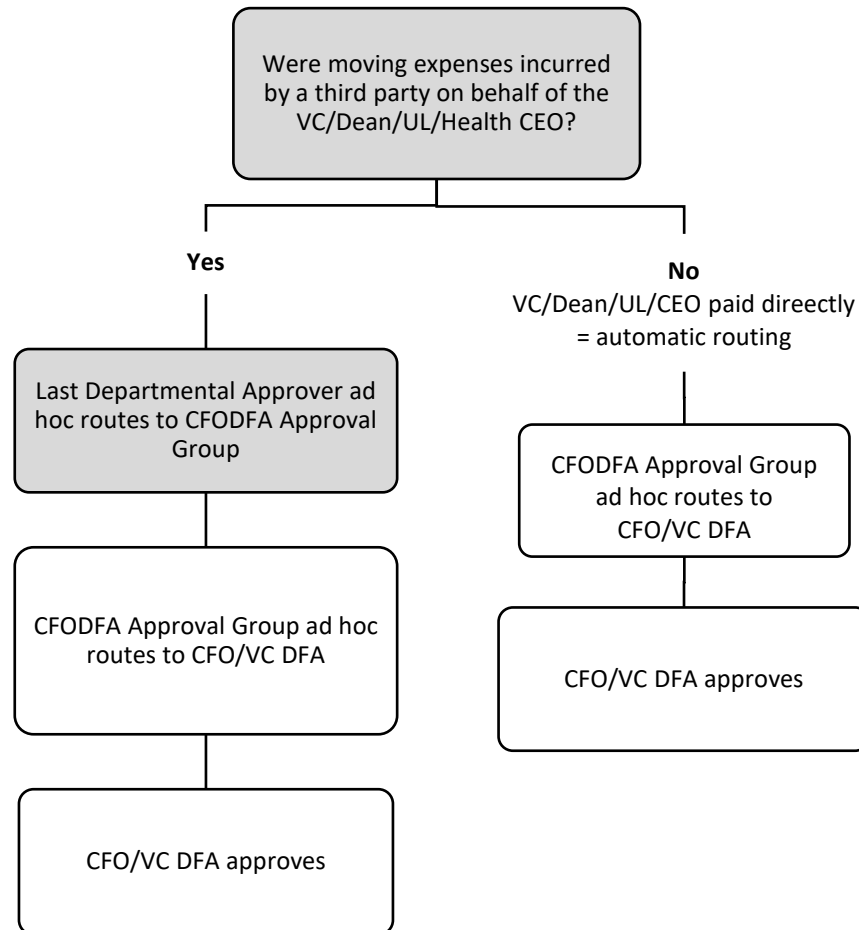 Were moving expenses incurred
by a third party on behalf of the
VC/Dean/UL/Health CEO?
Yes
No
VC/Dean/UL/CEO paid direectly
= automatic routing
Last Departmental Approver ad
hoc routes to CFODFA Approval
Group
CFODFA Approval Group
ad hoc routes to
CFO/VC DFA
CFODFA Approval Group ad hoc
routes to CFO/VC DFA
CFO/VC DFA approves
CFO/VC DFA approves